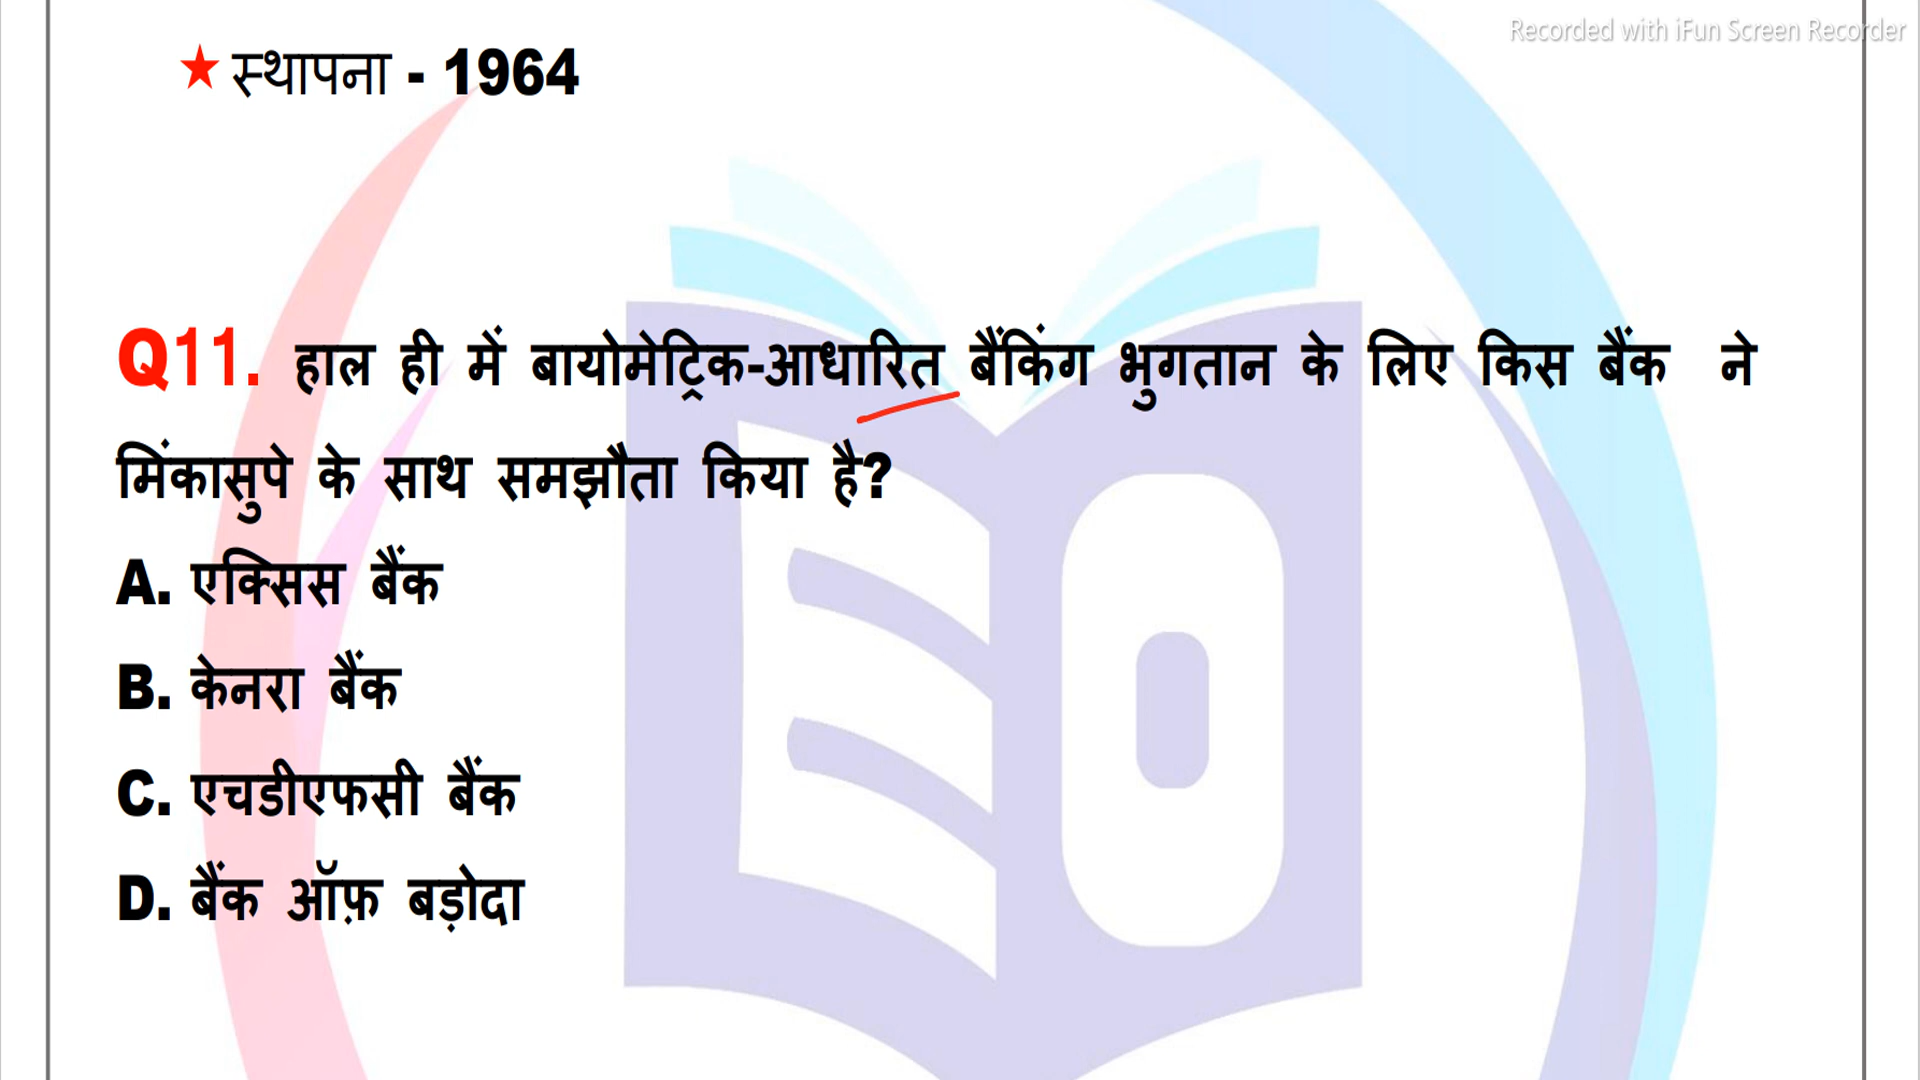 Recorded with iFun Screen Recorder
★ स्थापना - 1964
Q11. हाल ही में बायोमेट्रिक-आधारित बैंकिंग भुगतान के लिए किस बैंक ने
मिंकासुपे के साथ समझौता किया है?
A. एक्सिस बैंक
B. केनरा बैंक
C. एचडीएफसी बैंक
D. बैंक ऑफ़ बड़ोदा